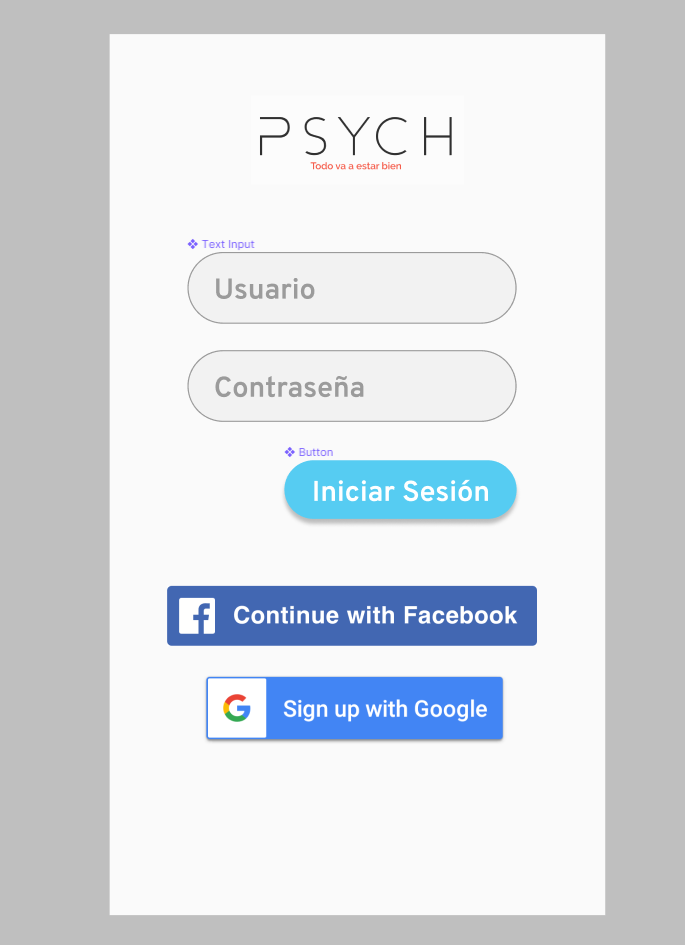 PSYCH
Todo va a estar bien
Text Input
Usuario
Contraseña
Button
Iniciar Sesión
Continue with Facebook
Sign up with Google